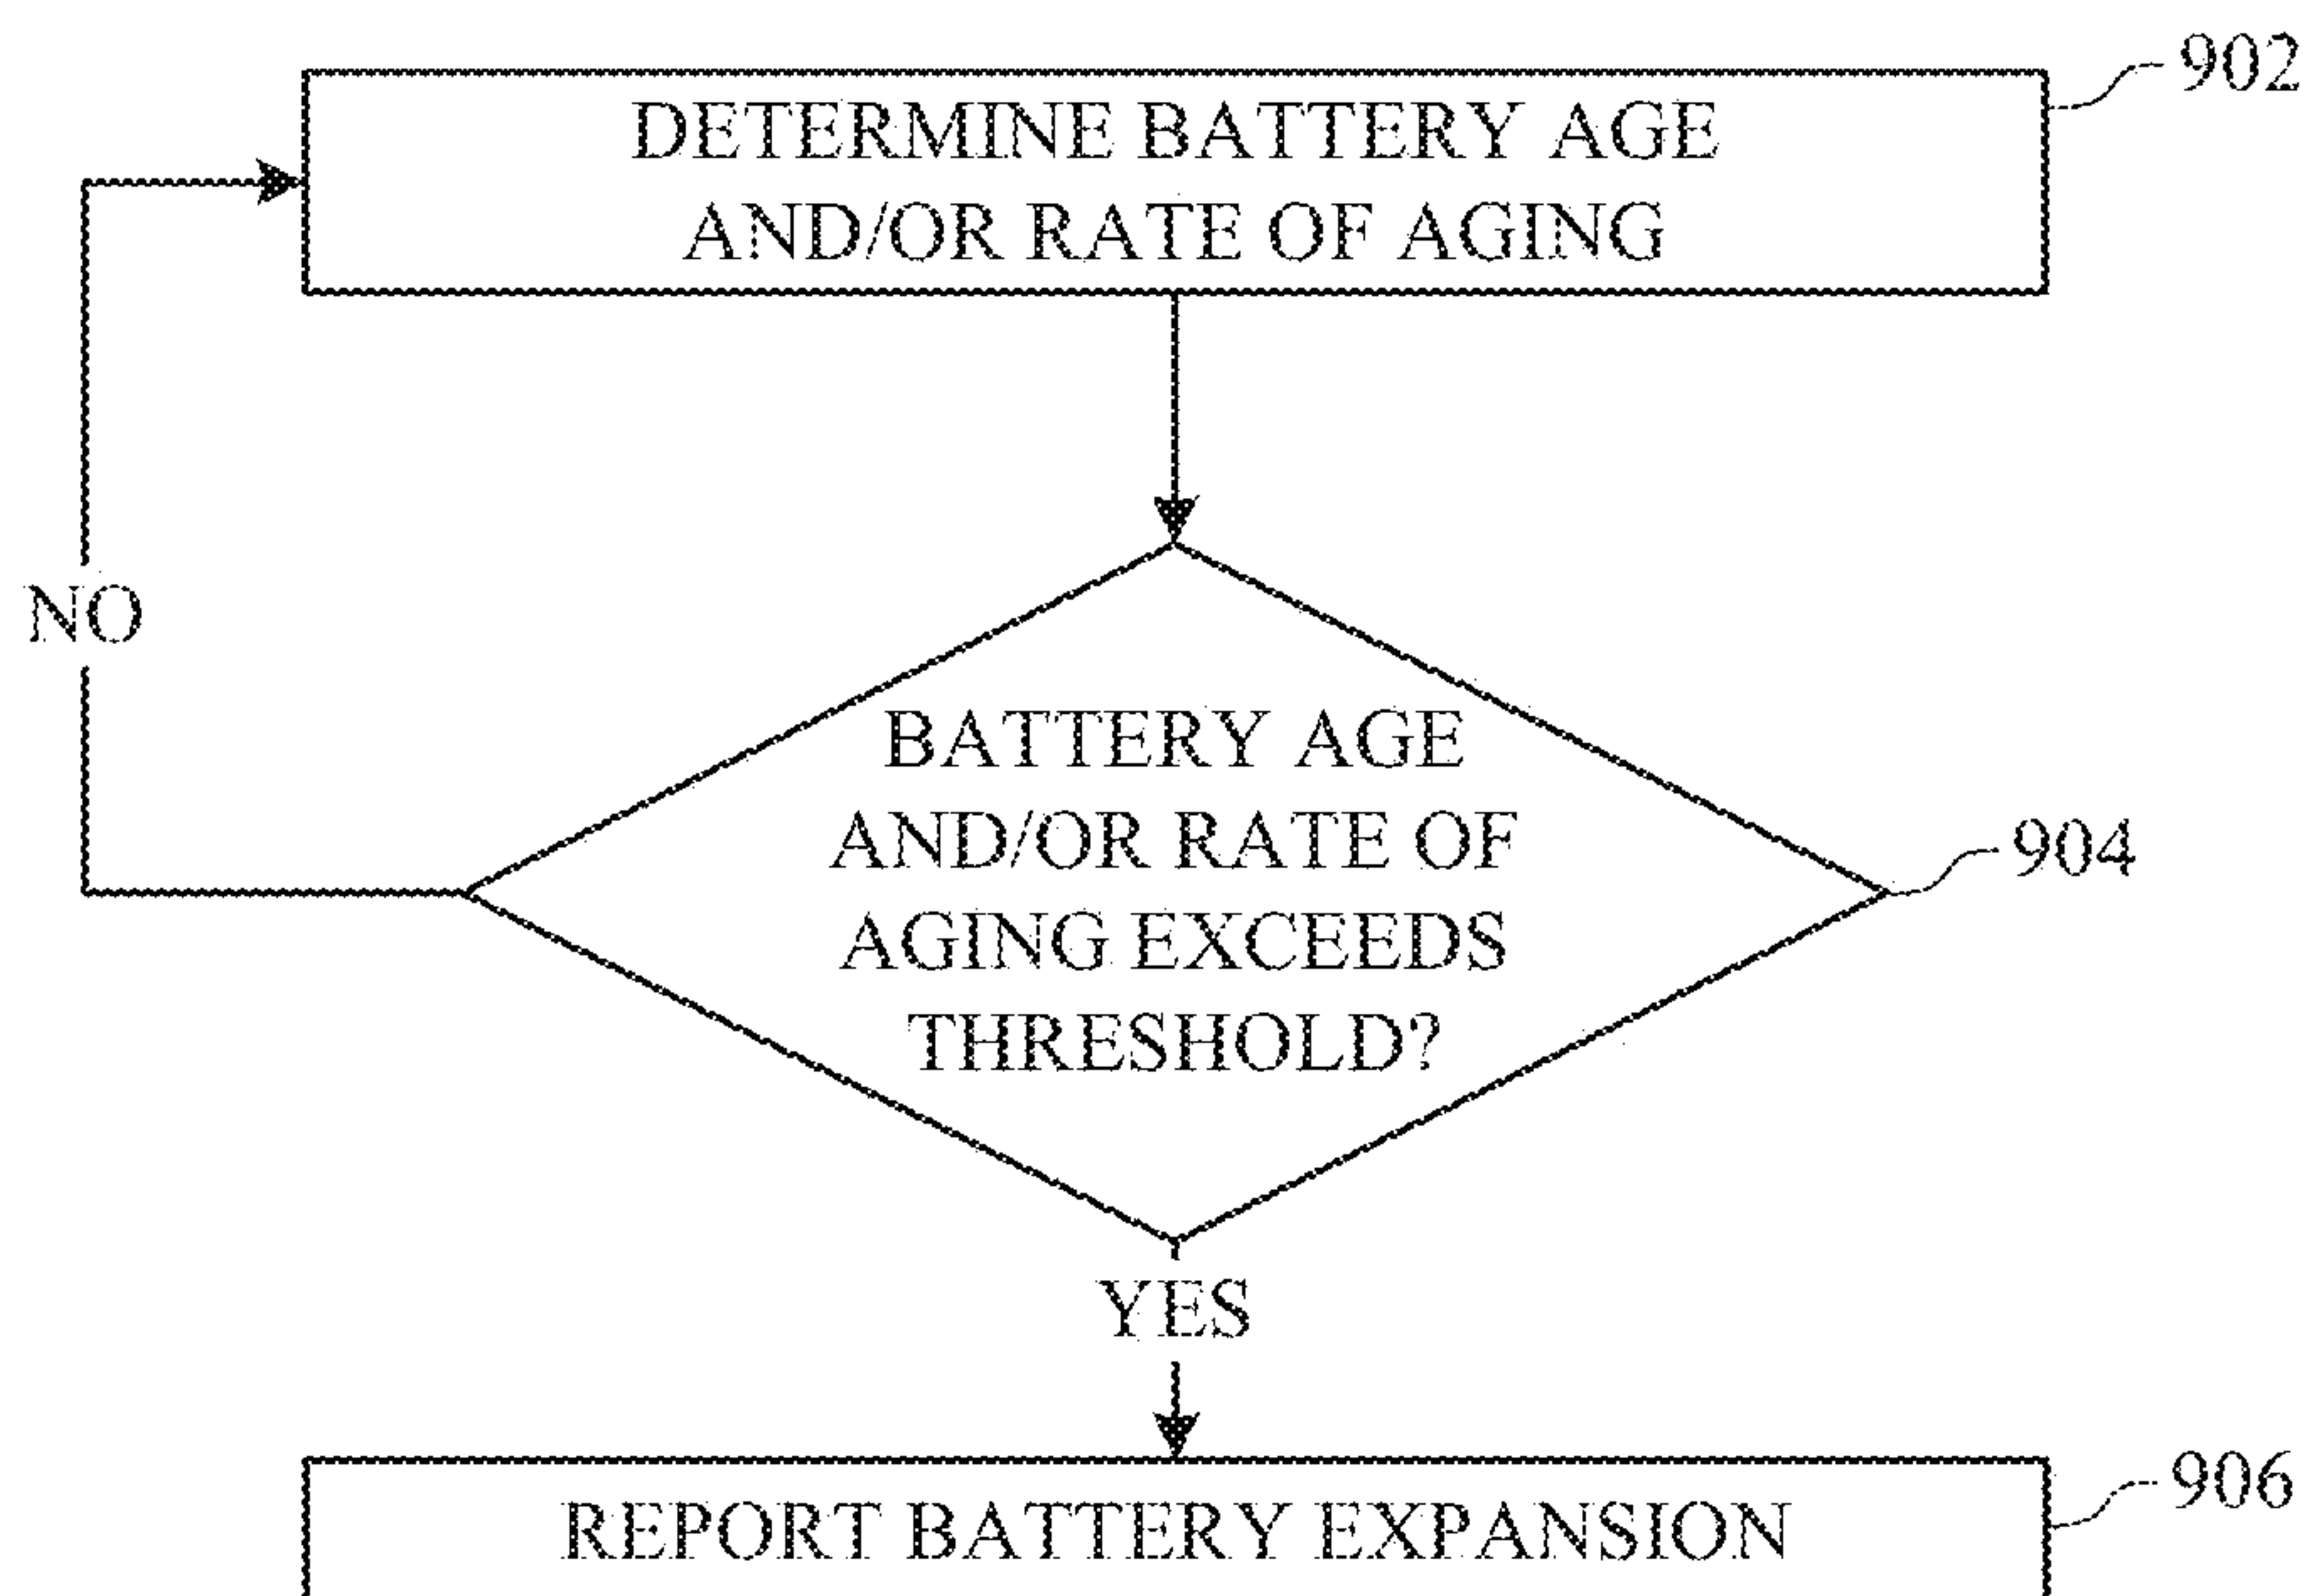 902
DETERMINE BATTERY AGE
AND/OR RATE OF AGING
NO
BATTERY AGE
AND/OR RATE OF
AGING EXCEEDS
THRESHOLD?
904
YES
906
REPORT BATTERY EXPANSION